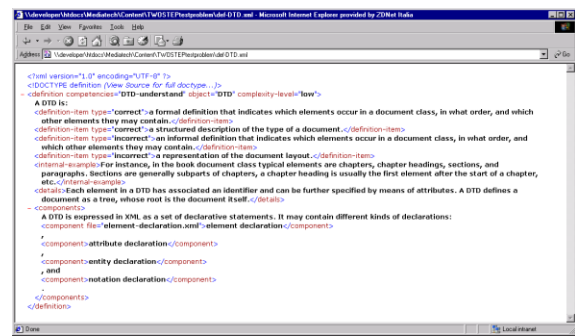 \\developer\htdocs\Mediatech\Content\TWOSTEPtestproblem\def-DTD.xml - Microsoft Internet Explorer provided by ZDNet Italia
File Edit View Favorites Tools Help
Address \\developer\htdocs\Mediatech\Content\TWOSTEPtestproblem\def-DTD.xml Go
<?xml version="1.0" encoding="UTF-8" ?>
<!DOCTYPE definition (View Source for full doctype...)>
- <definition competencies="DTD-understand" object="DTD" complexity-level="low">
A DTD is:
<definition-item type="correct">a formal definition that indicates which elements occur in a document class, in what order, and which
other elements they may contain.</definition-item>
<definition-item type="correct">a structured description of the type of a document.</definition-item>
<definition-item type="incorrect">an informal definition that indicates which elements occur in a document class, in what order, and
which other elements they may contain.</definition-item>
<definition-item type="incorrect">a representation of the document layout.</definition-item>
<internal-example>For instance, in the book document class typical elements are chapters, chapter headings, sections, and
paragraphs. Sections are generally subparts of chapters, a chapter heading is usually the first element after the start of a chapter,
etc.</internal-example>
<details>Each element in a DTD has associated an identifier and can be further specified by means of attributes. A DTD defines a
document as a tree, whose root is the document itself.</details>
- <components>
A DTD is expressed in XML as a set of declarative statements. It may contain different kinds of declarations:
<component file="element-declaration.xml">element declaration</component>
,
<component>attribute declaration</component>
,
<component>entity declaration</component>
, and
<component>notation declaration</component>
.
</components>
</definition>
Done Local intranet